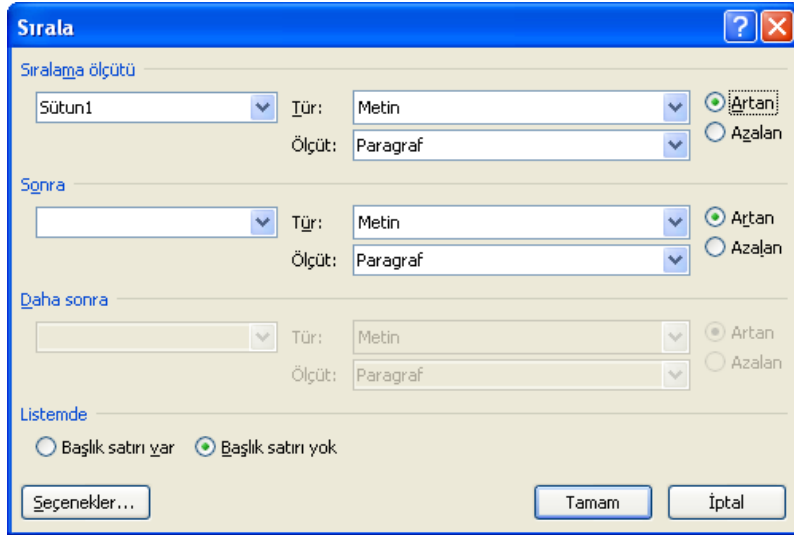 Sırala
Sıralama ölçütü
Sütun1 Tür: Metin Artan
Ölçüt: Paragraf Azalan
Sonra
Tür: Metin Artan
Ölçüt: Paragraf Azalan
Daha sonra
Tür: Metin Artan
Ölçüt: Paragraf Azalan
Listemde
Başlık satırı var Başlık satırı yok
Seçenekler... Tamam İptal